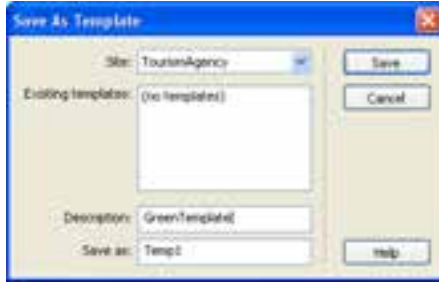 Save As Template
Site: TourismAgency
Save
Existing templates: (no templates)
Cancel
Description: GreenTemplate
Save as: Temp1
Help